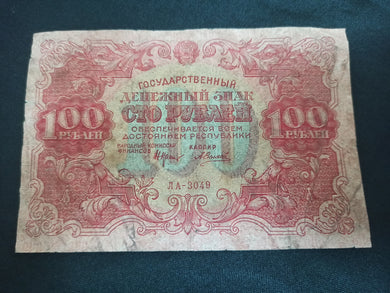 ГОСУДАРСТВЕННЫЙ
ДЕНЕЖНЫЙ ЗНАК
100 СТО РУБЛЕЙ 100
РУБЛЕЙ ОБЕСПЕЧИВАЕТСЯ ВСЕМ РУБЛЕЙ
ДОСТОЯНИЕМ РЕСПУБЛИКИ
НАРОДНЫЙ КОМИССАР КАССИР
ФИНАНСОВ
100
ЛА-3049